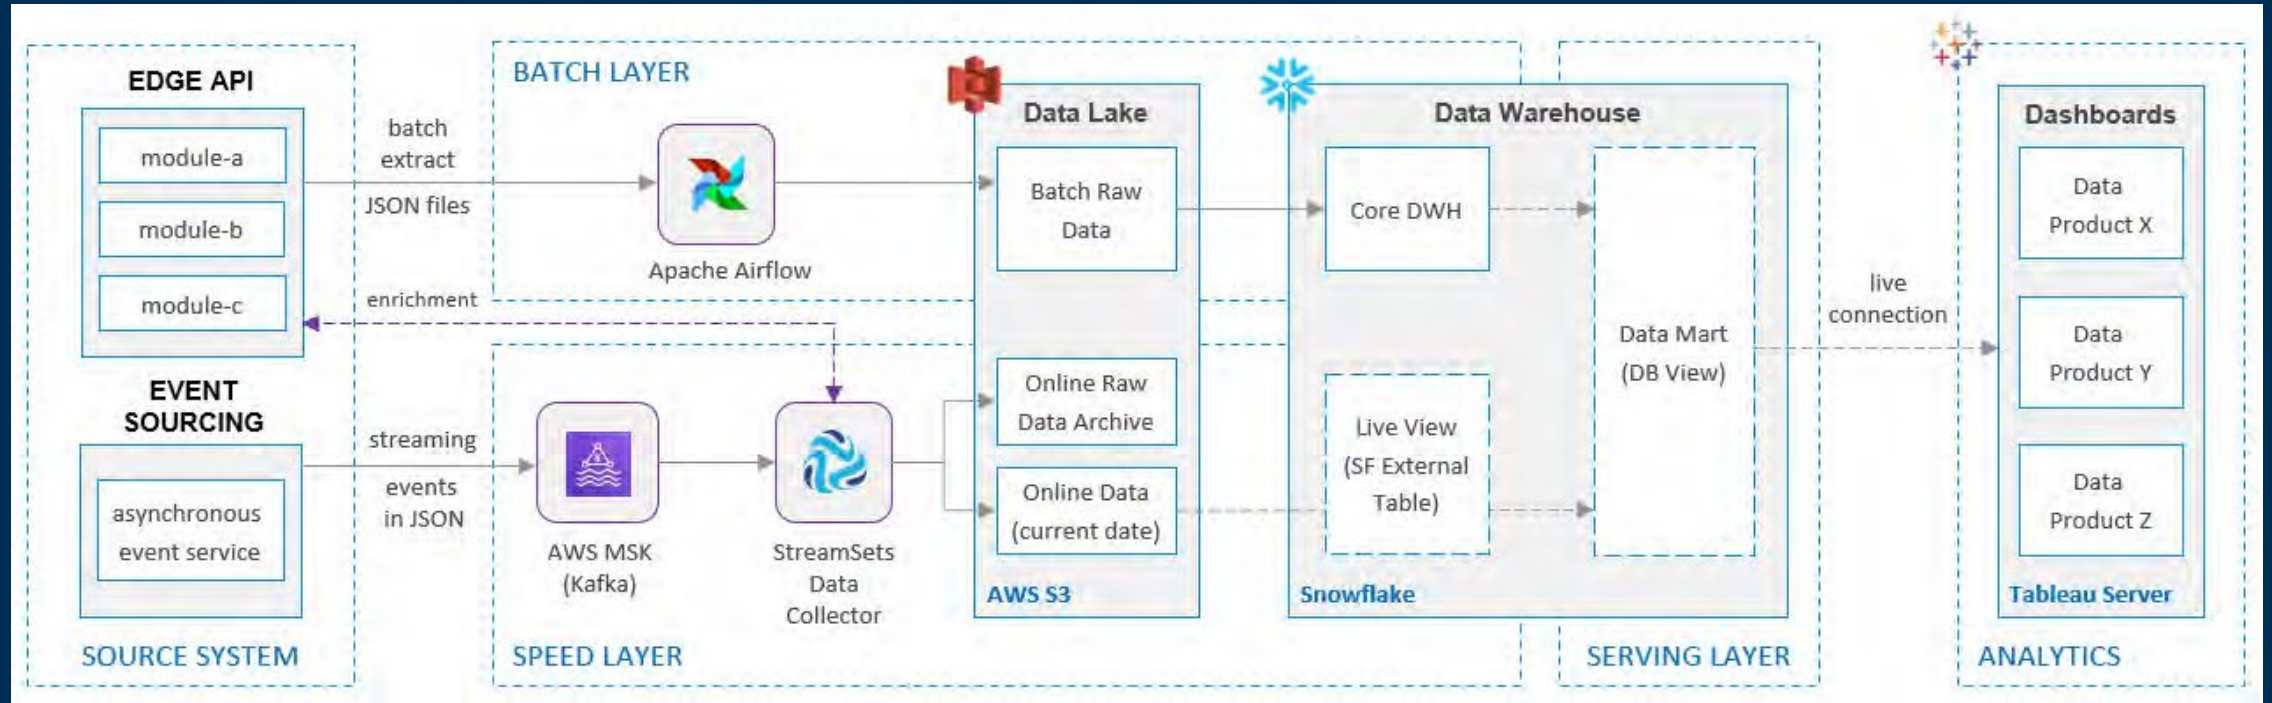 EDGE API
module-a
module-b
module-c
EVENT
SOURCING
asynchronous
event service
SOURCE SYSTEM
batch
extract
JSON files
enrichment
streaming
events
in JSON
BATCH LAYER
Apache Airflow
AWS MSK
(Kafka)
StreamSets
Data
Collector
SPEED LAYER
Data Lake
Batch Raw
Data
Online Raw
Data Archive
Online Data
(current date)
AWS S3
Data Warehouse
Core DWH
Live View
(SF External
Table)
Data Mart
(DB View)
Snowflake
SERVING LAYER
live
connection
Dashboards
Data
Product X
Data
Product Y
Data
Product Z
Tableau Server
ANALYTICS